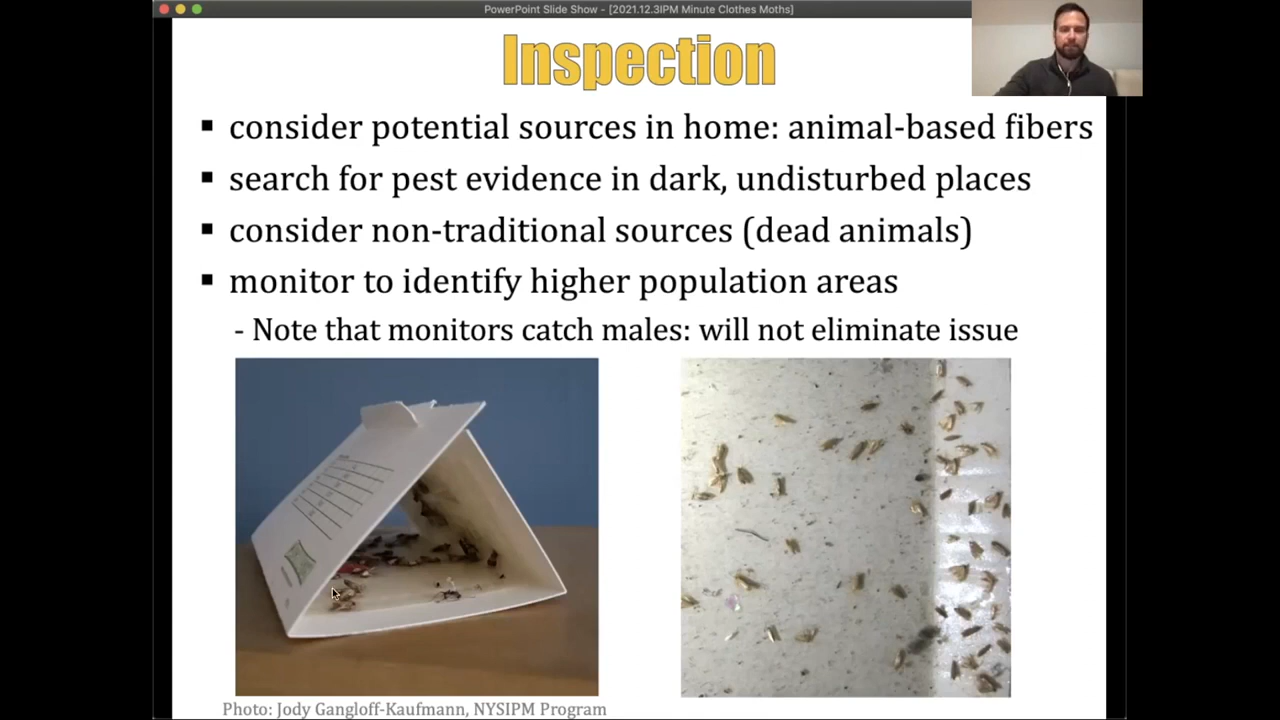 PowerPoint Slide Show - [2021.12.3IPM Minute Clothes Moths]
Inspection
▪ consider potential sources in home: animal-based fibers
▪ search for pest evidence in dark, undisturbed places
▪ consider non-traditional sources (dead animals)
▪ monitor to identify higher population areas
- Note that monitors catch males: will not eliminate issue
Photo: Jody Gangloff-Kaufmann, NYSIPM Program